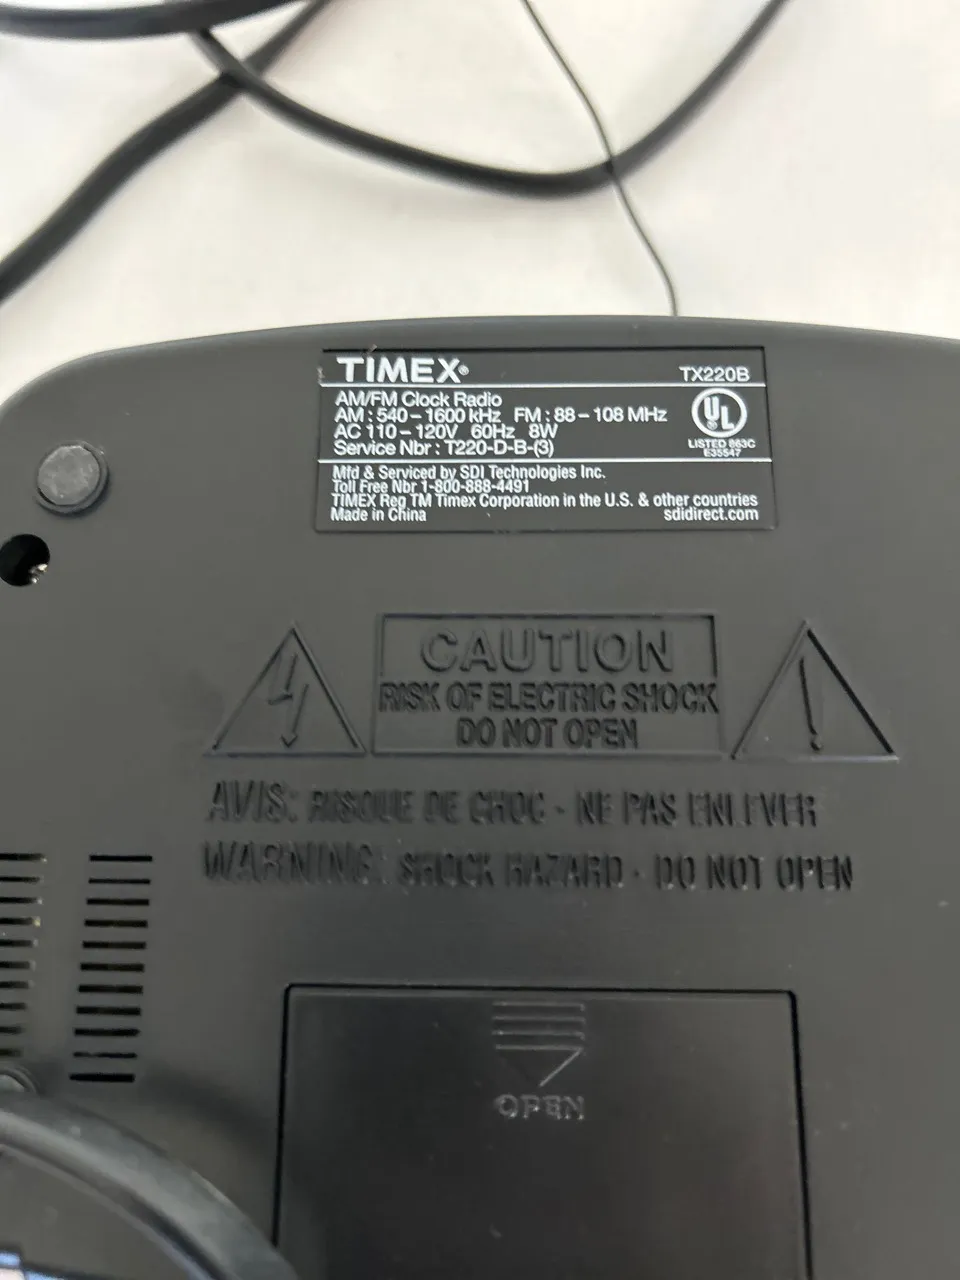 TIMEX® TX220B
AM/FM Clock Radio
AM : 540 – 1600 kHz FM : 88 – 108 MHz
AC 110 – 120V 60Hz 8W
Service Nbr : T220-D-B-(3)
UL
LISTED 863C
E35547
Mfd & Serviced by SDI Technologies Inc.
Toll Free Nbr 1-800-888-4491
TIMEX Reg TM Timex Corporation in the U.S. & other countries
Made in China sdidirect.com
CAUTION
RISK OF ELECTRIC SHOCK
DO NOT OPEN
!
AVIS: RISQUE DE CHOC - NE PAS ENLEVER
WARNING: SHOCK HAZARD - DO NOT OPEN
OPEN